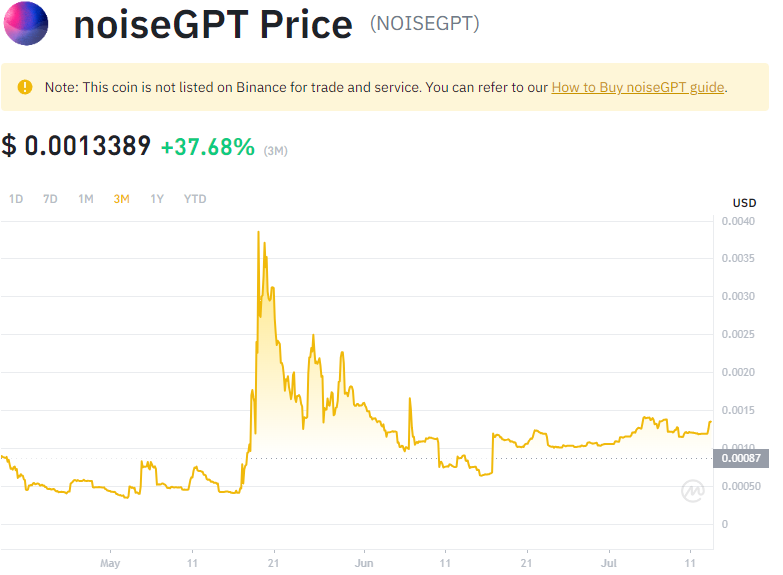 noiseGPT Price (NOISEGPT)
Note: This coin is not listed on Binance for trade and service. You can refer to our How to Buy noiseGPT guide.
$ 0.0013389 +37.68% (3M)
1D 7D 1M 3M 1Y YTD
USD
0.0040
0.0035
0.0030
0.0025
0.0020
0.0015
0.0010
0.00087
0.00050
0
May 11 21 Jun 11 21 Jul 11